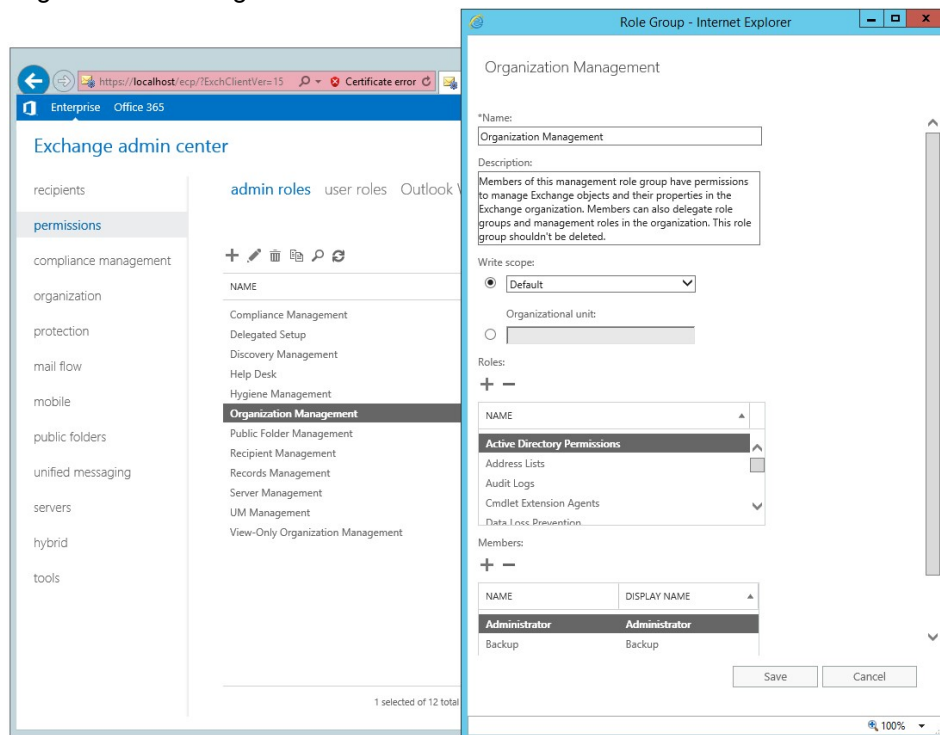 Role Group - Internet Explorer
https://localhost/ecp/?ExchClientVer=15
Certificate error
Enterprise Office 365
Exchange admin center
recipients
permissions
compliance management
organization
protection
mail flow
mobile
public folders
unified messaging
servers
hybrid
tools
admin roles user roles Outlook
NAME
Compliance Management
Delegated Setup
Discovery Management
Help Desk
Hygiene Management
Organization Management
Public Folder Management
Recipient Management
Records Management
Server Management
UM Management
View-Only Organization Management
1 selected of 12 total
Organization Management
*Name:
Organization Management
Description:
Members of this management role group have permissions
to manage Exchange objects and their properties in the
Exchange organization. Members can also delegate role
groups and management roles in the organization. This role
group shouldn't be deleted.
Write scope:
Default
Organizational unit:
Roles:
NAME
Active Directory Permissions
Address Lists
Audit Logs
Cmdlet Extension Agents
Data Loss Prevention
Members:
NAME DISPLAY NAME
Administrator Administrator
Backup Backup
Save Cancel
100%